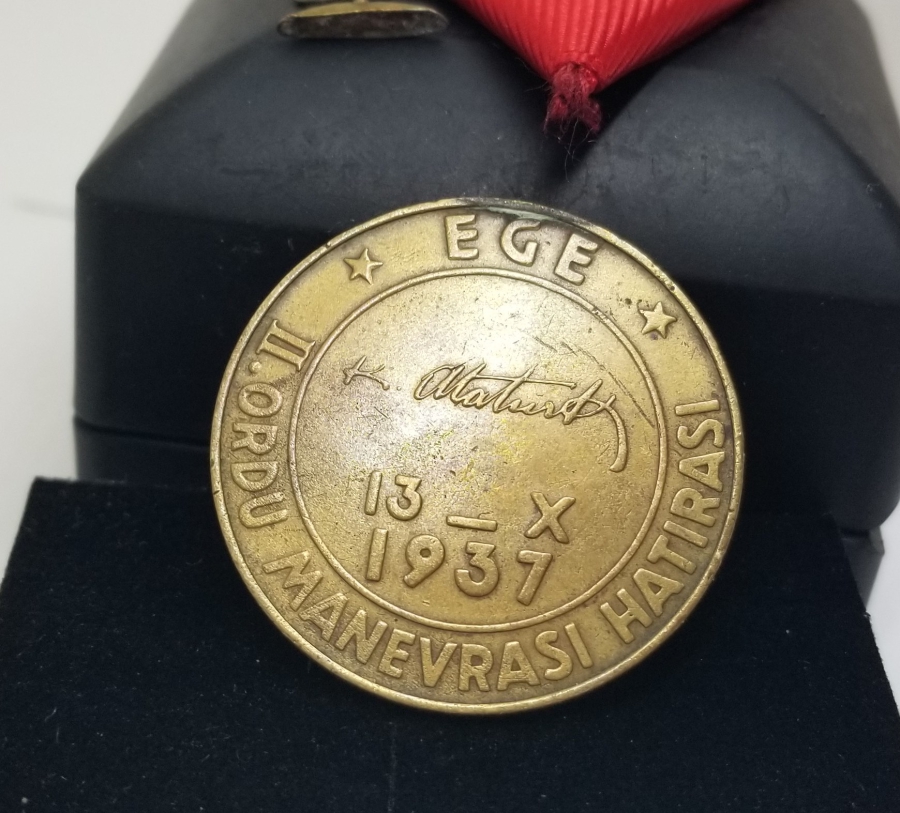 EGE
II. ORDU MANEVRASI HATIRASI
K. Atatürk
13 - X
1937